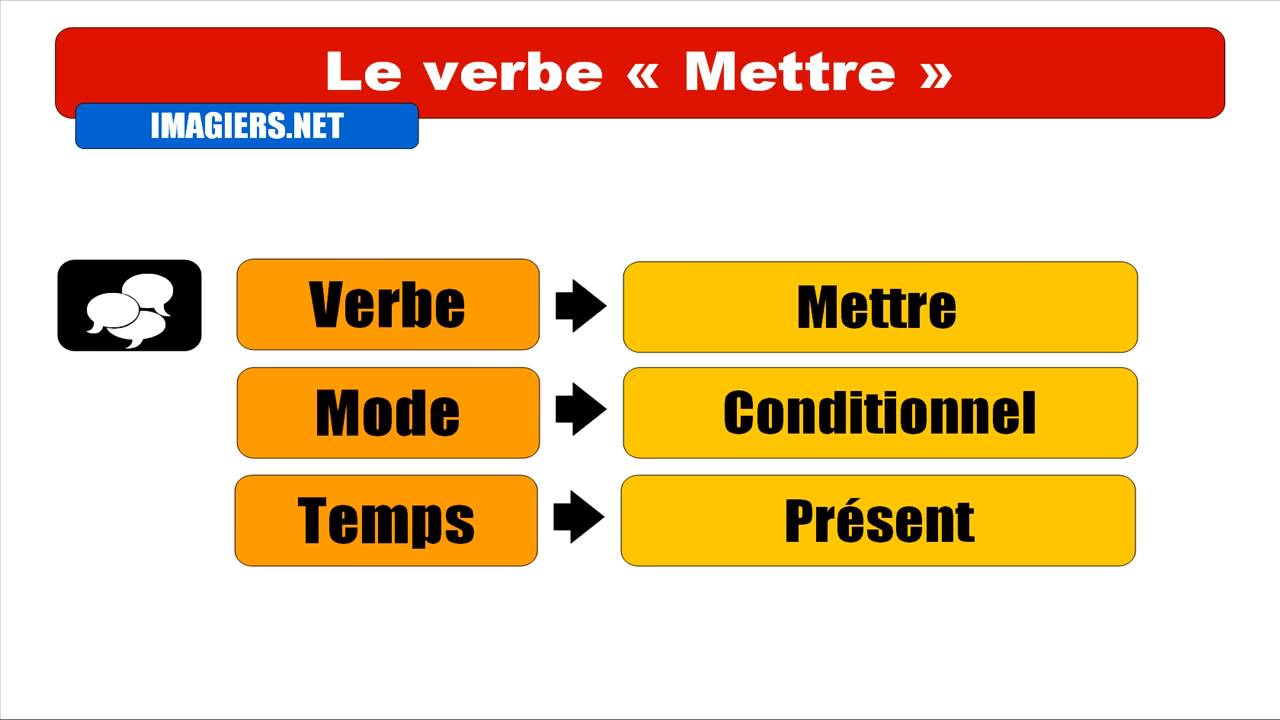 Le verbe « Mettre »
IMAGIERS.NET
Verbe Mettre
Mode Conditionnel
Temps Présent